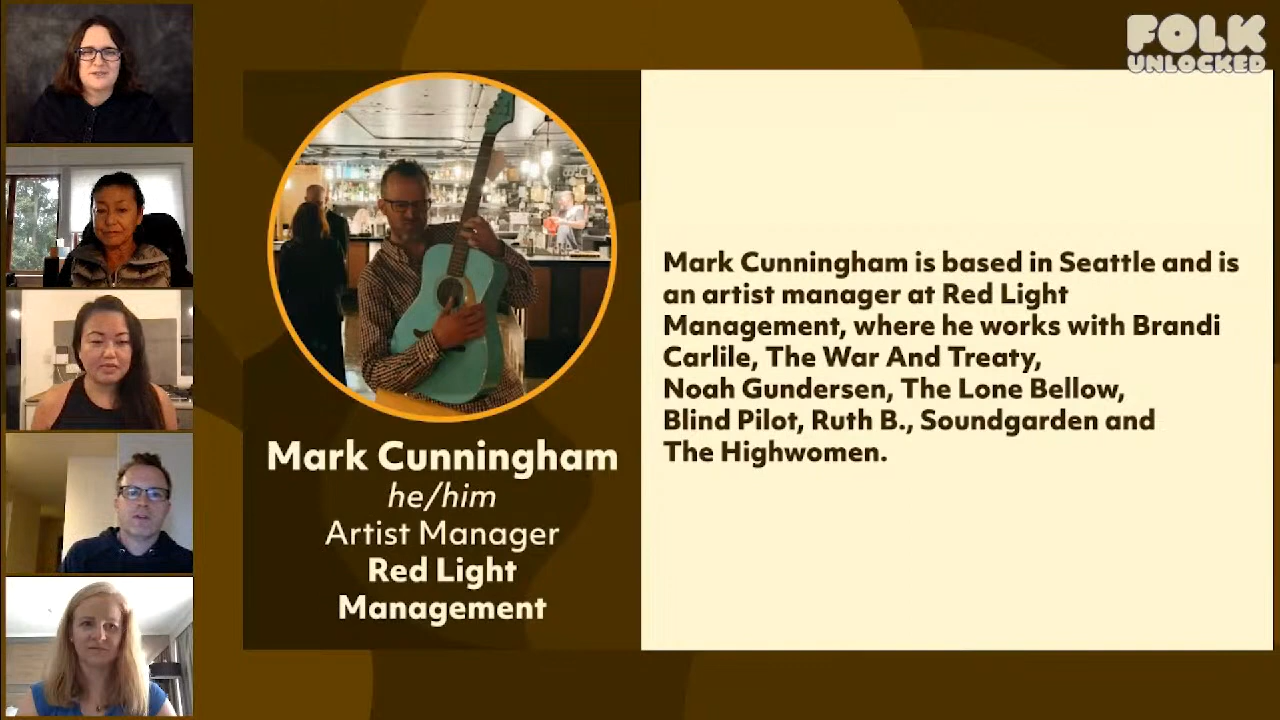 FOLK
UNLOCKED
Mark Cunningham
he/him
Artist Manager
Red Light
Management
Mark Cunningham is based in Seattle and is
an artist manager at Red Light
Management, where he works with Brandi
Carlile, The War And Treaty,
Noah Gundersen, The Lone Bellow,
Blind Pilot, Ruth B., Soundgarden and
The Highwomen.